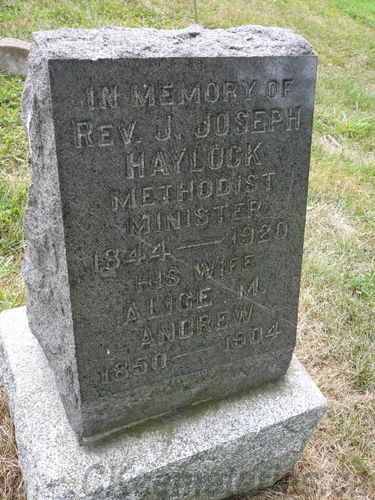 IN MEMORY OF
REV. J. JOSEPH
HAYLOCK
METHODIST
MINISTER
1844 — 1920
HIS WIFE
ALICE M.
ANDREW
1850 — 1904